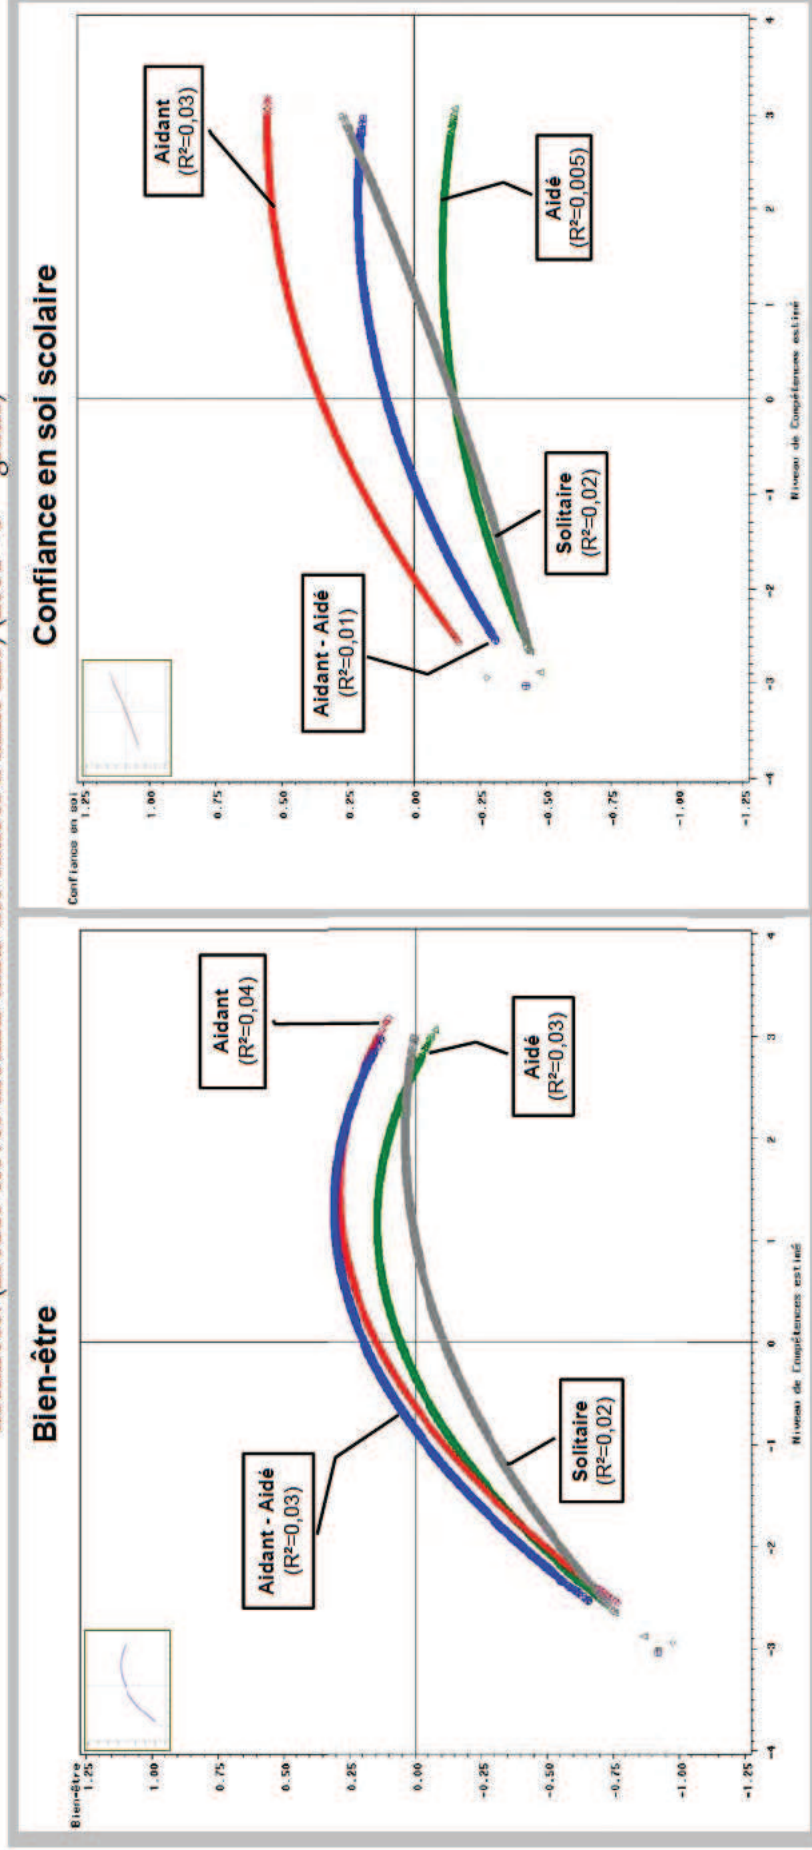 Bien-être
Bien-être
1.25
1.00
0.75
0.50
0.25
0.00
-0.25
-0.50
-0.75
-1.00
-1.25
Aidant - Aidé
(R²=0,03)
Aidant
(R²=0,04)
Aidé
(R²=0,03)
Solitaire
(R²=0,02)
-4
-3
-2
-1
0
1
2
3
4
Niveau de Compétences estimé
Confiance en soi scolaire
Confiance en soi
1.25
1.00
0.75
0.50
0.25
0.00
-0.25
-0.50
-0.75
-1.00
-1.25
Aidant
(R²=0,03)
Aidant - Aidé
(R²=0,01)
Aidé
(R²=0,005)
Solitaire
(R²=0,02)
-4
-3
-2
-1
0
1
2
3
4
Niveau de Compétences estimé